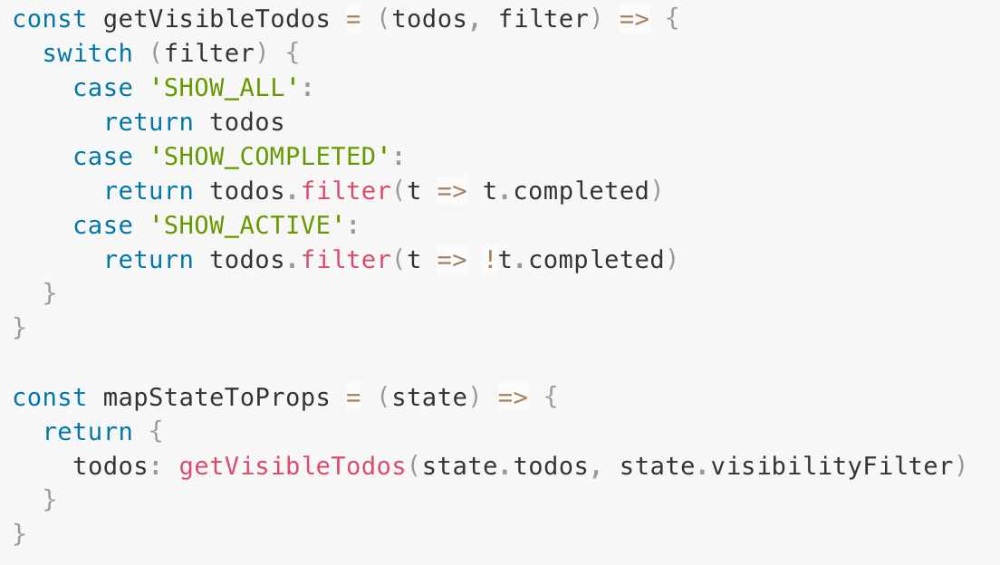 const getVisibleTodos = (todos, filter) => {
  switch (filter) {
    case 'SHOW_ALL':
      return todos
    case 'SHOW_COMPLETED':
      return todos.filter(t => t.completed)
    case 'SHOW_ACTIVE':
      return todos.filter(t => !t.completed)
  }
}

const mapStateToProps = (state) => {
  return {
    todos: getVisibleTodos(state.todos, state.visibilityFilter)
  }
}